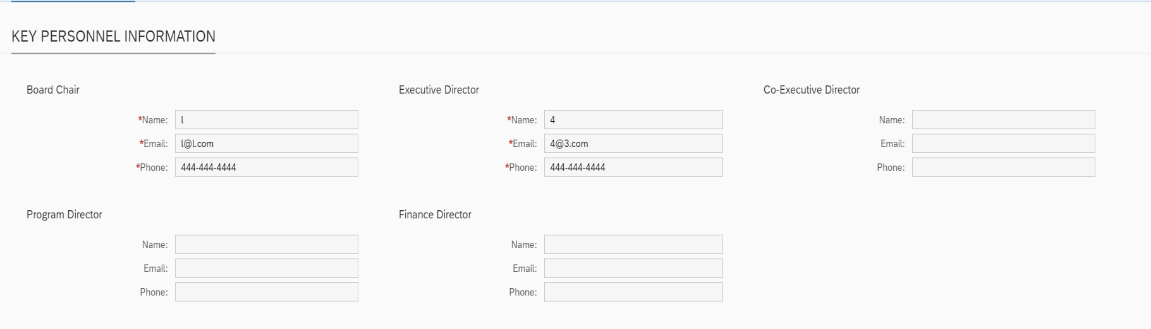 KEY PERSONNEL INFORMATION
Board Chair Executive Director Co-Executive Director
*Name: l *Name: 4 Name:
*Email: l@l.com *Email: 4@3.com Email:
*Phone: 444-444-4444 *Phone: 444-444-4444 Phone:
Program Director Finance Director
Name: Name:
Email: Email:
Phone: Phone: